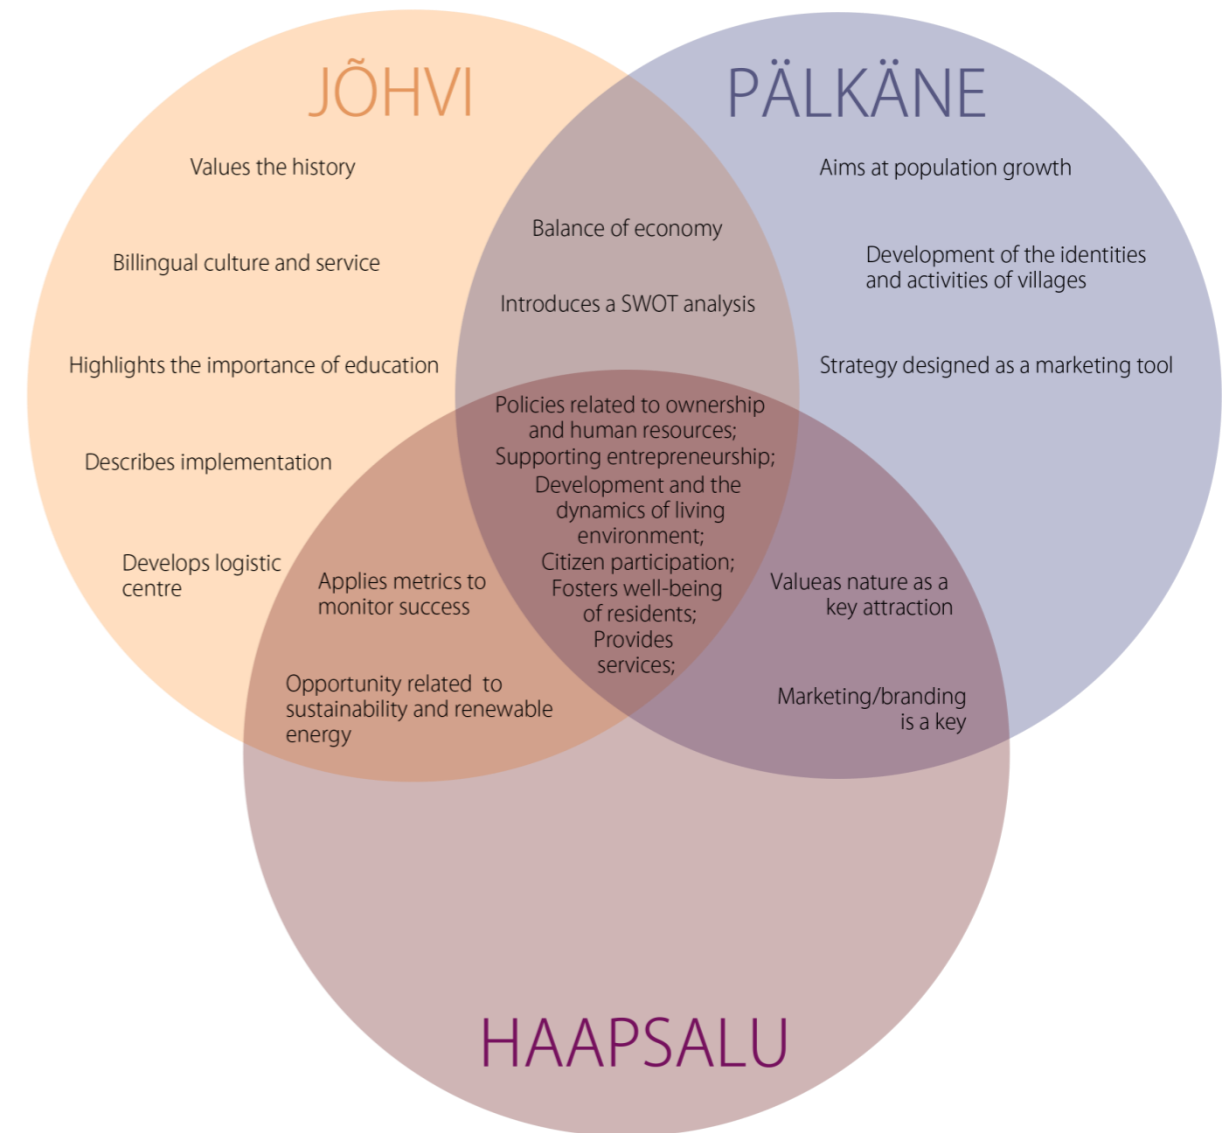 JÕHVI
Values the history
Billingual culture and service
Highlights the importance of education
Describes implementation
Develops logistic
centre
PÄLKÄNE
Aims at population growth
Development of the identities
and activities of villages
Strategy designed as a marketing tool
Balance of economy
Introduces a SWOT analysis
Policies related to ownership
and human resources;
Supporting entrepreneurship;
Development and the
dynamics of living
environment;
Citizen participation;
Fosters well-being
of residents;
Provides
services;
Applies metrics to
monitor success
Opportunity related to
sustainability and renewable
energy
Valueas nature as a
key attraction
Marketing/branding
is a key
HAAPSALU